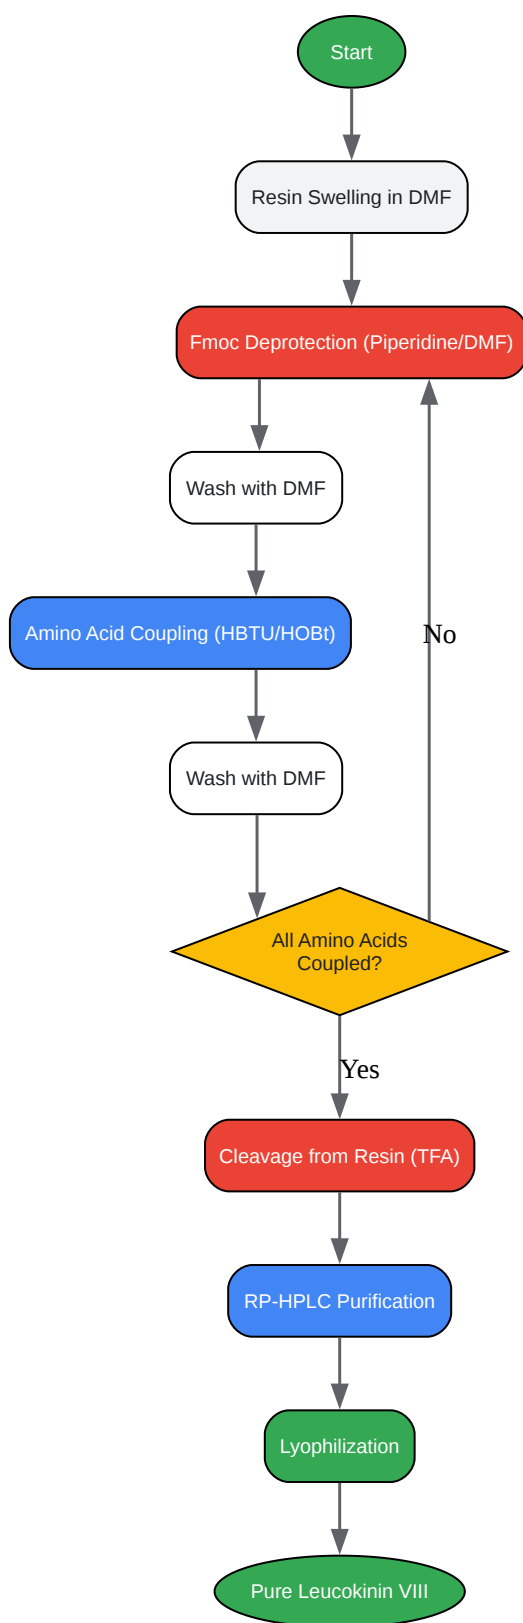 Start
Resin Swelling in DMF
Fmoc Deprotection (Piperidine/DMF)
Wash with DMF
Amino Acid Coupling (HBTU/HOBt)
No
Wash with DMF
All Amino Acids
Coupled?
Yes
Cleavage from Resin (TFA)
RP-HPLC Purification
Lyophilization
Pure Leucokinin VIII